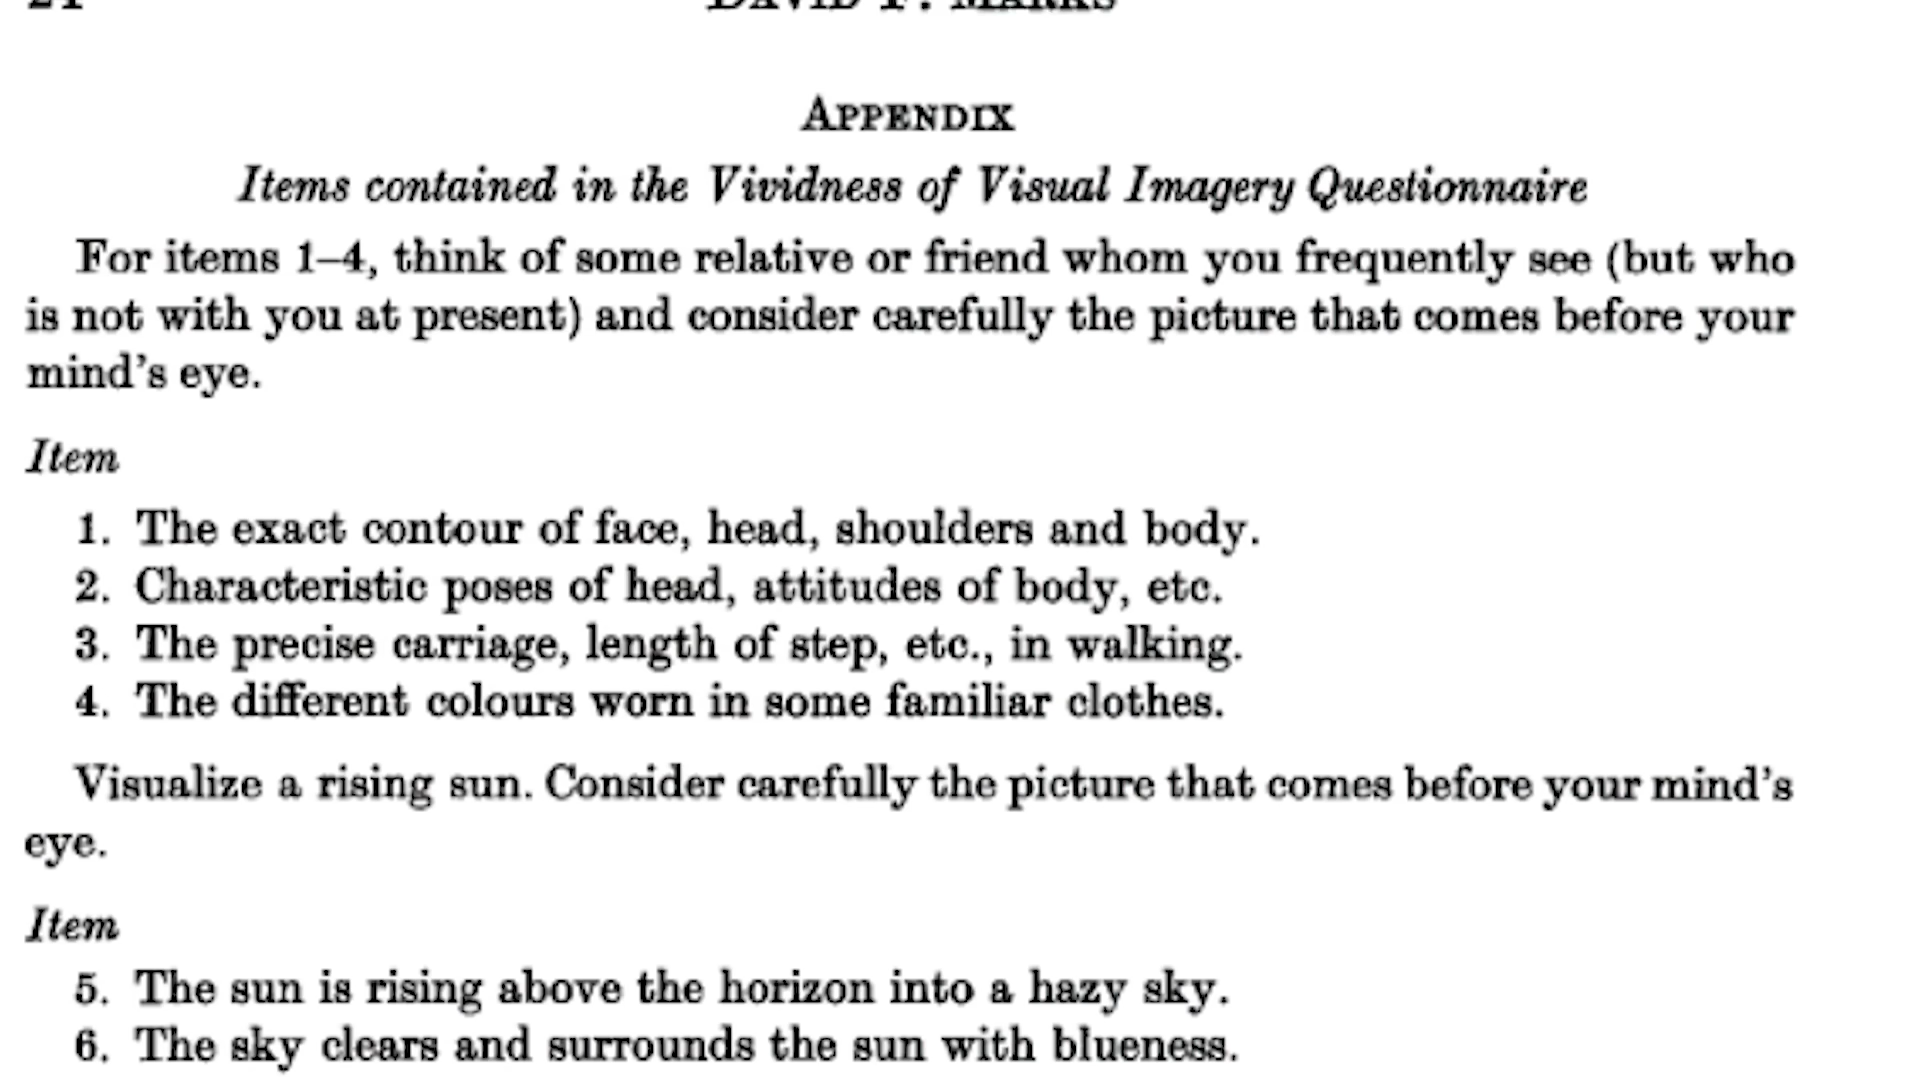 DAVID F. MARKS
APPENDIX
Items contained in the Vividness of Visual Imagery Questionnaire
For items 1–4, think of some relative or friend whom you frequently see (but who
is not with you at present) and consider carefully the picture that comes before your
mind's eye.
Item
1. The exact contour of face, head, shoulders and body.
2. Characteristic poses of head, attitudes of body, etc.
3. The precise carriage, length of step, etc., in walking.
4. The different colours worn in some familiar clothes.
Visualize a rising sun. Consider carefully the picture that comes before your mind's
eye.
Item
5. The sun is rising above the horizon into a hazy sky.
6. The sky clears and surrounds the sun with blueness.